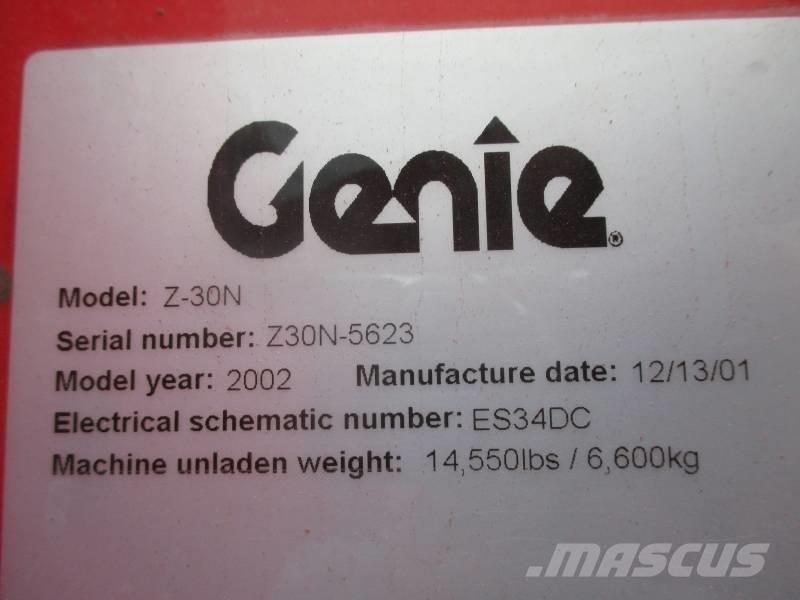 Genie®
Model: Z-30N
Serial number: Z30N-5623
Model year: 2002 Manufacture date: 12/13/01
Electrical schematic number: ES34DC
Machine unladen weight: 14,550lbs / 6,600kg
MASCUS